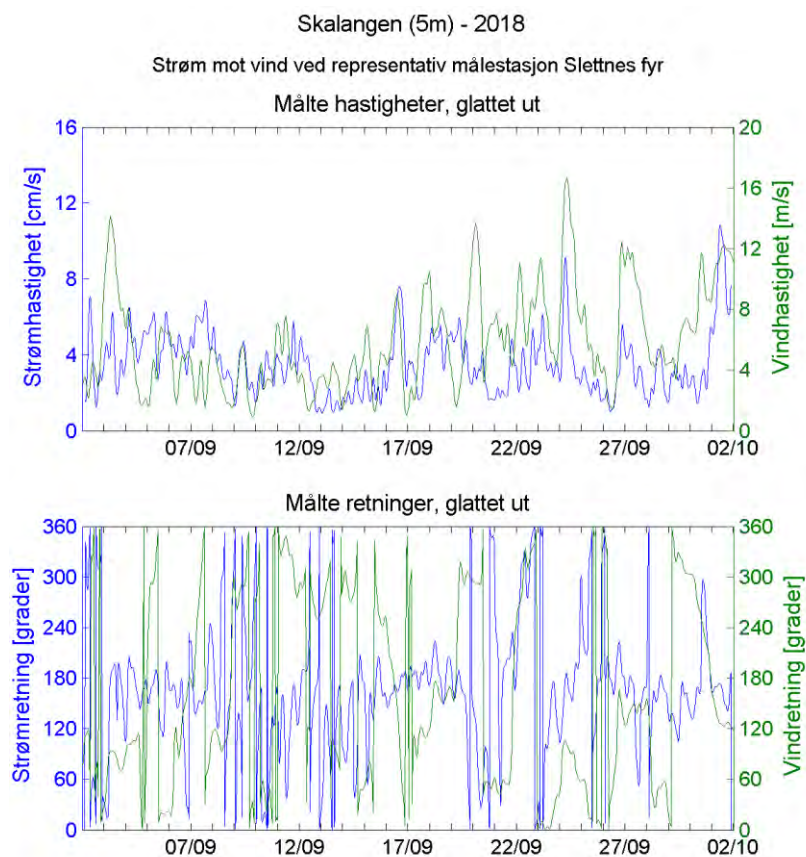 Skalangen (5m) - 2018
Strøm mot vind ved representativ målestasjon Slettnes fyr
Målte hastigheter, glattet ut
Strømhastighet [cm/s]
16
12
8
4
0
20
16
12
8
4
0
Vindhastighet [m/s]
07/09 12/09 17/09 22/09 27/09 02/10
Målte retninger, glattet ut
Strømretning [grader]
360
300
240
180
120
60
0
360
300
240
180
120
60
0
Vindretning [grader]
07/09 12/09 17/09 22/09 27/09 02/10